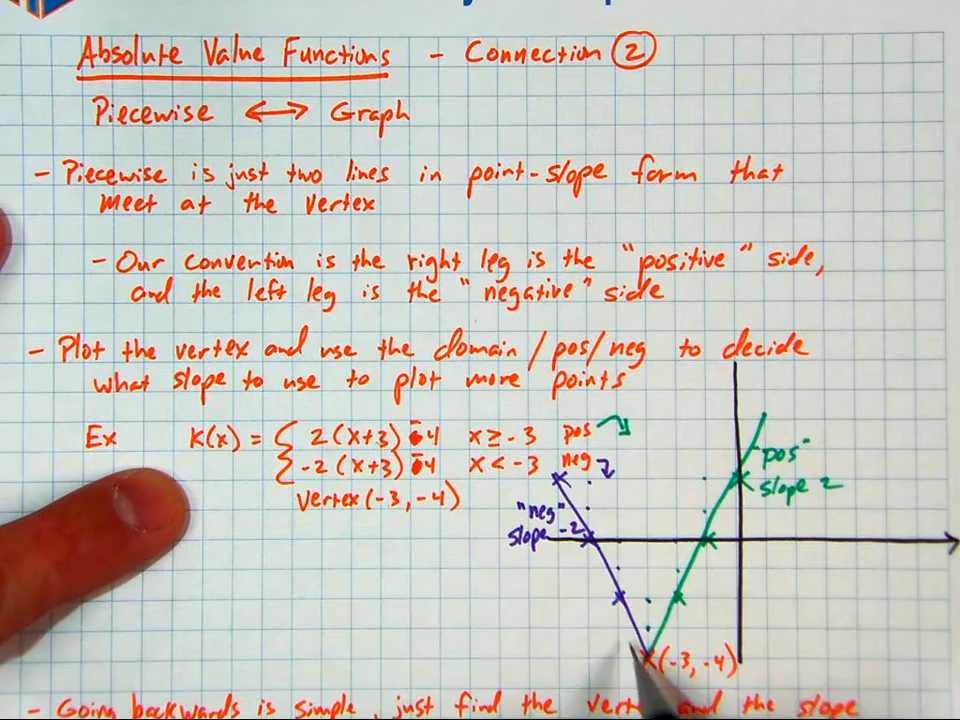 Absolute Value Functions - Connection 2
Piecewise ↔ Graph
- Piecewise is just two lines in point-slope form that
meet at the vertex
- Our convention is the right leg is the "positive" side,
and the left leg is the "negative" side
- Plot the vertex and use the domain/pos/neg to decide
what slope to use to plot more points
Ex K(x) = { 2(x+3) - 4 x ≥ -3 pos
-2(x+3) - 4 x < -3 neg
Vertex (-3, -4)
"pos"
slope 2
"neg"
slope -2
(-3, -4)
- Going backwards is simple, just find the and the slope